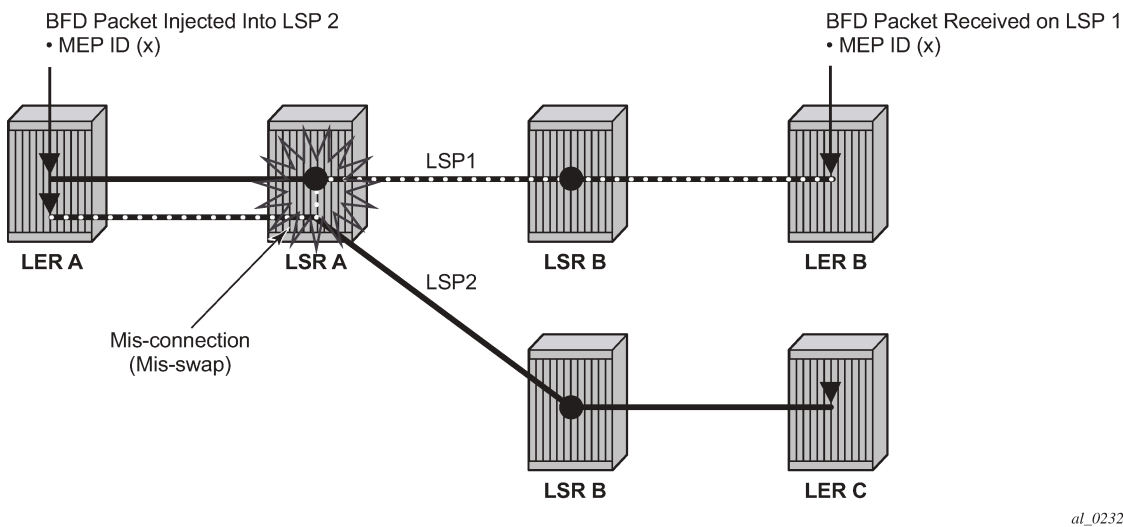 BFD Packet Injected Into LSP 2
• MEP ID (x)
BFD Packet Received on LSP 1
• MEP ID (x)
LSP1
LER A
LSR A
LSR B
LER B
LSP2
Mis-connection
(Mis-swap)
LSR B
LER C
al_0232